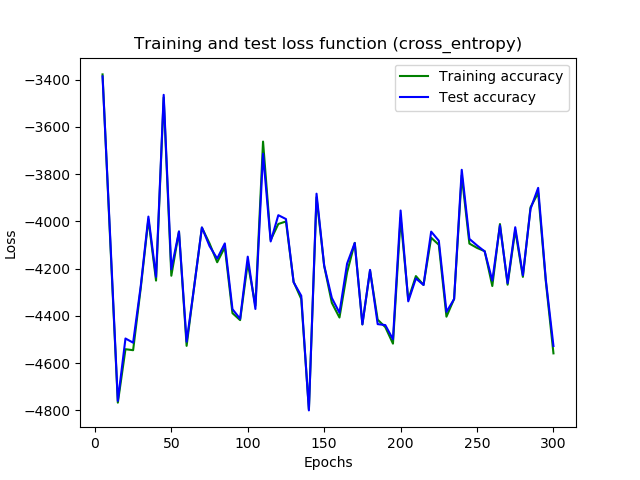 Training and test loss function (cross_entropy)
Training accuracy
Test accuracy
Loss
−3400
−3600
−3800
−4000
−4200
−4400
−4600
−4800
0 50 100 150 200 250 300
Epochs